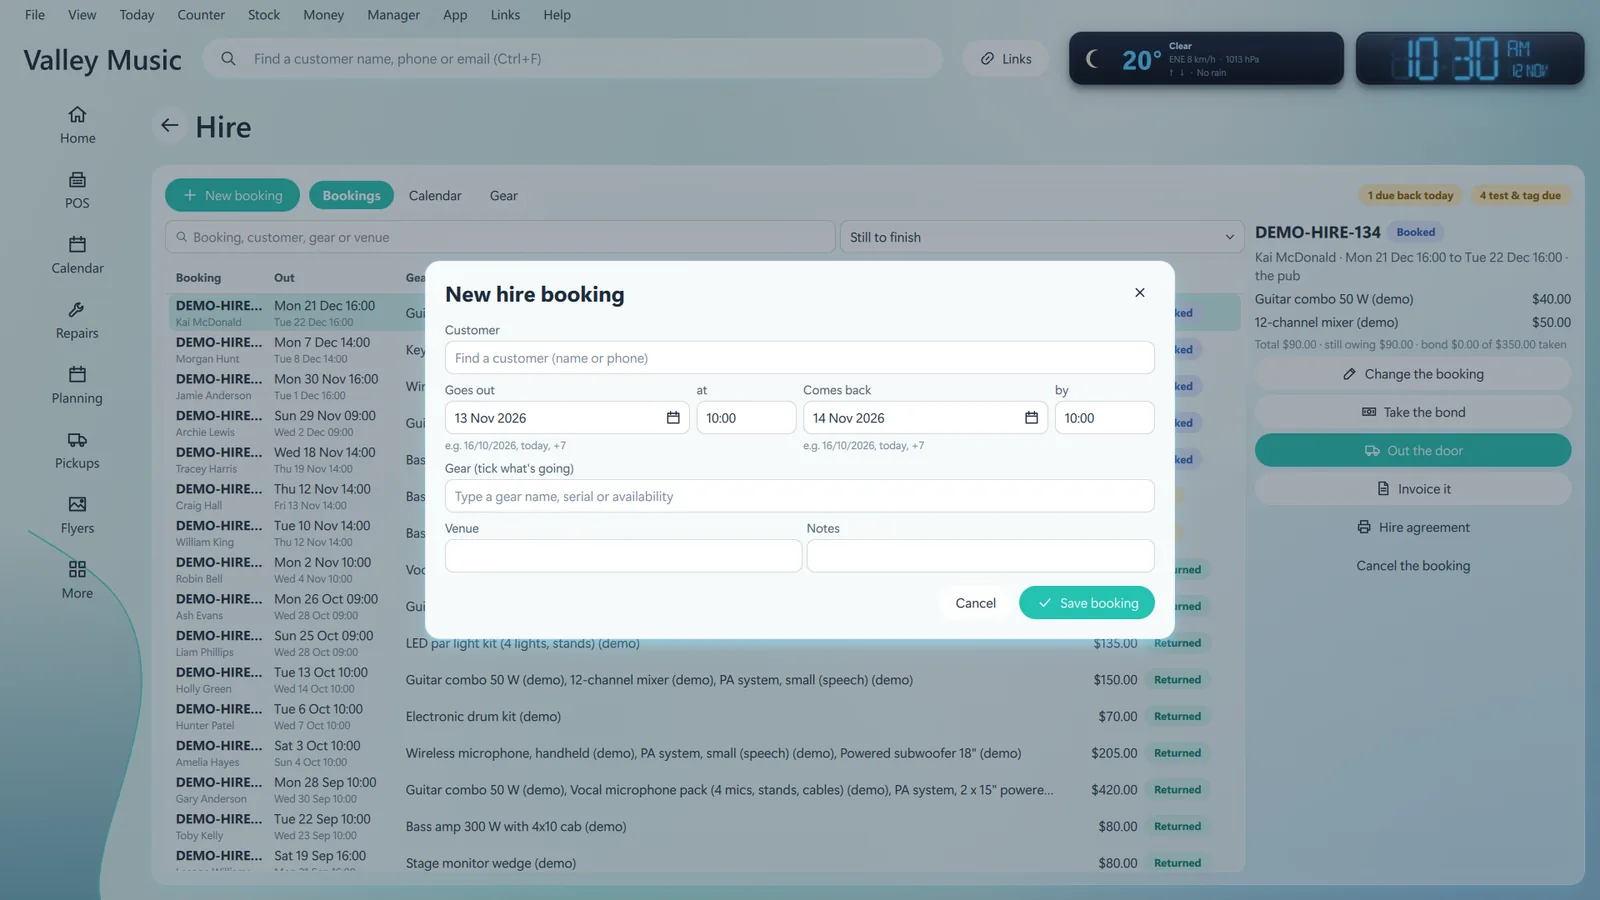 File View Today Counter Stock Money Manager App Links Help
Valley Music
Find a customer name, phone or email (Ctrl+F)
Links
20°
Clear
ENE 8 km/h · 1013 hPa
↑ ↓ · No rain
10:30 AM
12 NOV
Home
POS
Calendar
Repairs
Planning
Pickups
Flyers
More
Hire
New booking
Bookings
Calendar
Gear
1 due back today
4 test & tag due
Booking, customer, gear or venue
Still to finish
Booking Out
DEMO-HIRE... Mon 21 Dec 16:00
Kai McDonald Tue 22 Dec 16:00
DEMO-HIRE... Mon 7 Dec 14:00
Morgan Hunt Tue 8 Dec 14:00
DEMO-HIRE... Mon 30 Nov 16:00
Jamie Anderson Tue 1 Dec 16:00
DEMO-HIRE... Sun 29 Nov 09:00
Archie Lewis Wed 2 Dec 09:00
DEMO-HIRE... Wed 18 Nov 14:00
Tracey Harris Thu 19 Nov 14:00
DEMO-HIRE... Thu 12 Nov 14:00
Craig Hall Fri 13 Nov 14:00
DEMO-HIRE... Tue 10 Nov 14:00
William King Thu 12 Nov 14:00
DEMO-HIRE... Mon 2 Nov 10:00
Robin Bell Wed 4 Nov 10:00
DEMO-HIRE... Mon 26 Oct 09:00
Ash Evans Wed 28 Oct 09:00
DEMO-HIRE... Sun 25 Oct 09:00 LED par light kit (4 lights, stands) (demo) $135.00 Returned
Liam Phillips Wed 28 Oct 09:00
DEMO-HIRE... Tue 13 Oct 10:00 Guitar combo 50 W (demo), 12-channel mixer (demo), PA system, small (speech) (demo) $150.00 Returned
Holly Green Wed 14 Oct 10:00
DEMO-HIRE... Tue 6 Oct 10:00 Electronic drum kit (demo) $70.00 Returned
Hunter Patel Wed 7 Oct 10:00
DEMO-HIRE... Sat 3 Oct 10:00 Wireless microphone, handheld (demo), PA system, small (speech) (demo), Powered subwoofer 18" (demo) $205.00 Returned
Amelia Hayes Sun 4 Oct 10:00
DEMO-HIRE... Mon 28 Sep 10:00 Guitar combo 50 W (demo), Vocal microphone pack (4 mics, stands, cables) (demo), PA system, 2 x 15" powere... $420.00 Returned
Gary Anderson Wed 30 Sep 10:00
DEMO-HIRE... Tue 22 Sep 10:00 Bass amp 300 W with 4x10 cab (demo) $80.00 Returned
Toby Kelly Wed 23 Sep 10:00
DEMO-HIRE... Sat 19 Sep 16:00 Stage monitor wedge (demo) $80.00 Returned
New hire booking
Customer
Find a customer (name or phone)
Goes out at Comes back by
13 Nov 2026 10:00 14 Nov 2026 10:00
e.g. 16/10/2026, today, +7 e.g. 16/10/2026, today, +7
Gear (tick what's going)
Type a gear name, serial or availability
Venue Notes
Cancel
Save booking
DEMO-HIRE-134 Booked
Kai McDonald · Mon 21 Dec 16:00 to Tue 22 Dec 16:00 ·
the pub
Guitar combo 50 W (demo) $40.00
12-channel mixer (demo) $50.00
Total $90.00 · still owing $90.00 · bond $0.00 of $350.00 taken
Change the booking
Take the bond
Out the door
Invoice it
Hire agreement
Cancel the booking